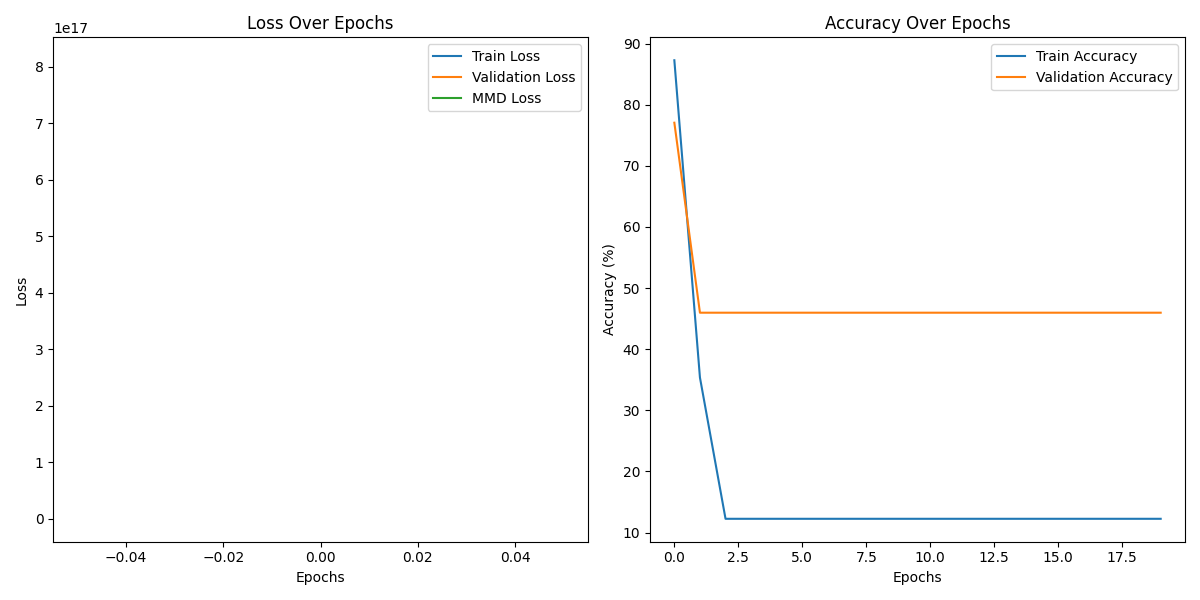 Loss Over Epochs
1e17
Train Loss
Validation Loss
MMD Loss
8
7
6
5
4
3
2
1
0
Loss
−0.04 −0.02 0.00 0.02 0.04
Epochs
Accuracy Over Epochs
Train Accuracy
Validation Accuracy
90
80
70
60
50
40
30
20
10
Accuracy (%)
0.0 2.5 5.0 7.5 10.0 12.5 15.0 17.5
Epochs